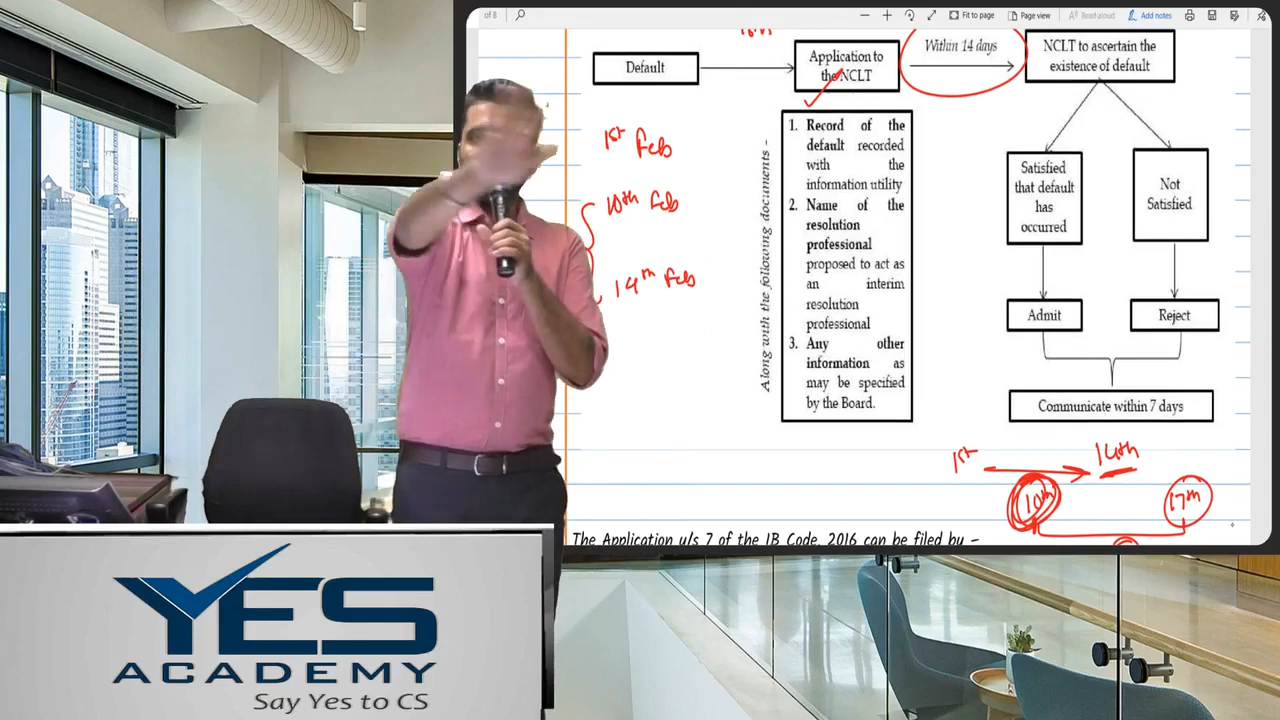 of 8
Fit to page
Page view
Read aloud
Add notes
Default
Application to
the NCLT
Within 14 days
NCLT to ascertain the
existence of default
Along with the following documents -
1. Record of the
default recorded
with the
information utility
2. Name of the
resolution
professional
proposed to act as
an interim
resolution
professional
3. Any other
information as
may be specified
by the Board.
1st Feb
10th Feb
14th Feb
Satisfied
that default
has
occurred
Not
Satisfied
Admit
Reject
Communicate within 7 days
1st
14th
10th
17th
The Application u/s 7 of the IB Code, 2016 can be filed by -
YES
ACADEMY
Say Yes to CS